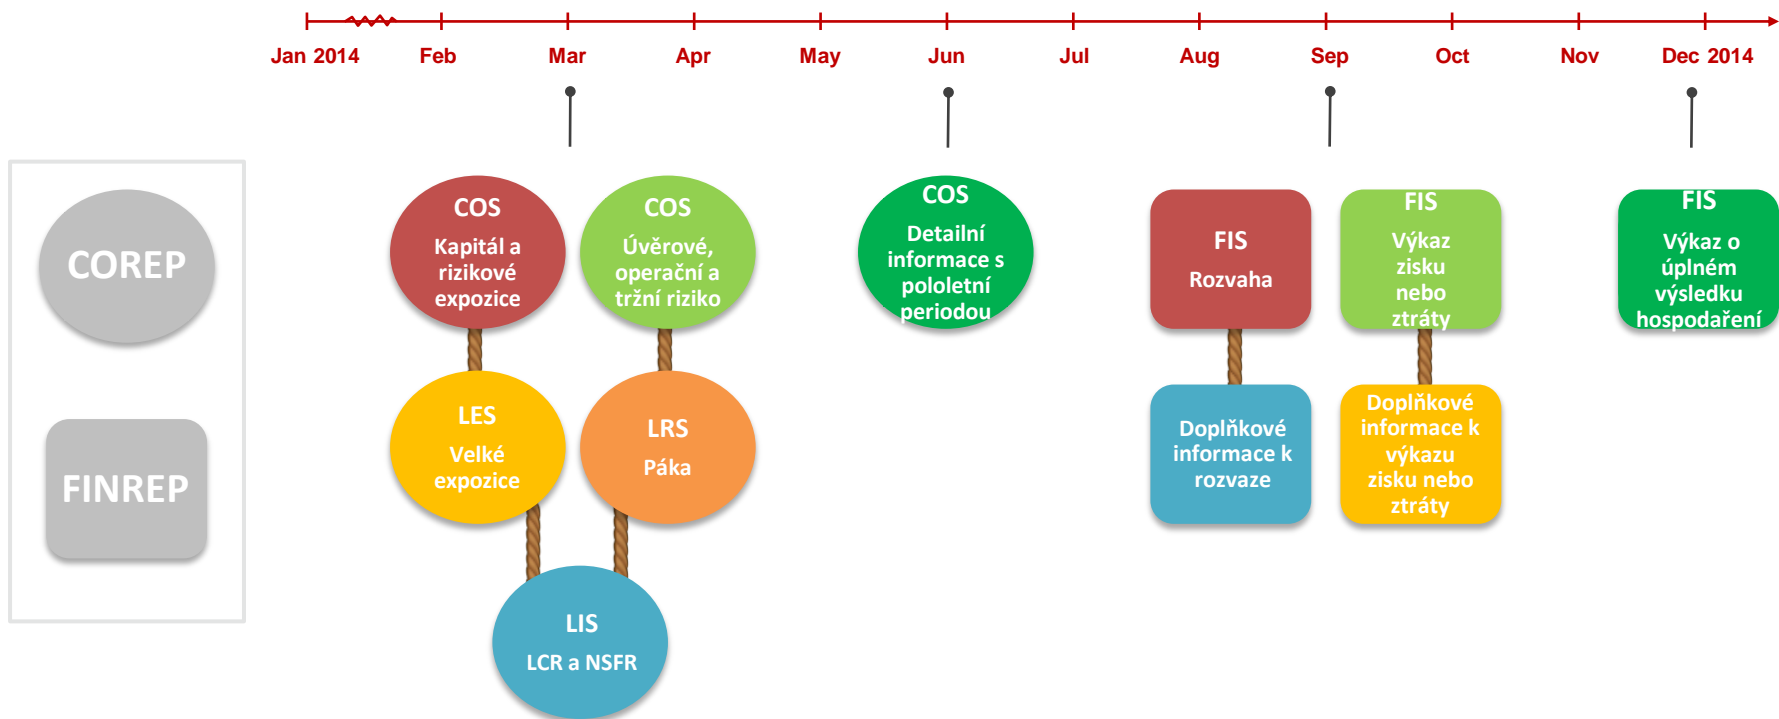 Jan 2014 Feb Mar Apr May Jun Jul Aug Sep Oct Nov Dec 2014
COREP
FINREP
COS
Kapitál a
rizikové
expozice
COS
Úvěrové,
operační a
tržní riziko
LES
Velké
expozice
LRS
Páka
LIS
LCR a NSFR
COS
Detailní
informace s
pololetní
periodou
FIS
Rozvaha
FIS
Výkaz
zisku
nebo
ztráty
Doplňkové
informace k
rozvaze
Doplňkové
informace k
výkazu
zisku nebo
ztráty
FIS
Výkaz o
úplném
výsledku
hospodaření